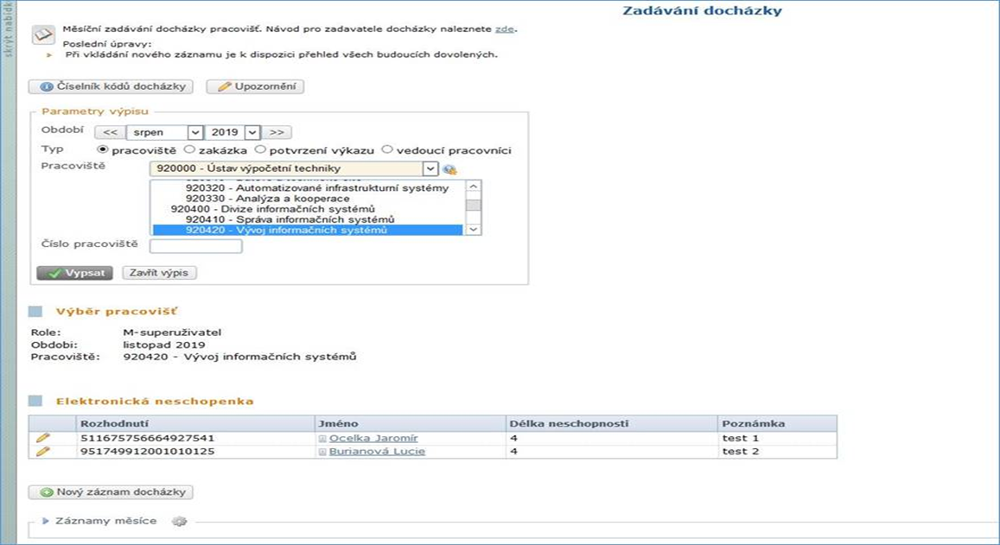 skrýt nabídk
Zadávání docházky
Měsíční zadávání docházky pracovišť. Návod pro zadavatele docházky naleznete zde.
Poslední úpravy:
Při vkládání nového záznamu je k dispozici přehled všech budoucích dovolených.
Číselník kódů docházky Upozornění
Parametry výpisu
Období << srpen 2019 >>
Typ pracoviště zakázka potvrzení výkazu vedoucí pracovníci
Pracoviště 920000 - Ústav výpočetní techniky
920320 - Automatizované infrastrukturní systémy
920330 - Analýza a kooperace
920400 - Divize informačních systémů
920410 - Správa informačních systémů
920420 - Vývoj informačních systémů
Číslo pracoviště
Vypsat Zavřít výpis
Výběr pracovišť
Role: M-superuživatel
Obdobi: listopad 2019
Pracoviště: 920420 - Vývoj informačních systémů
Elektronická neschopenka
Rozhodnutí Jméno Délka neschopnosti Poznámka
511675756664927541 Ocelka Jaromír 4 test 1
951749912001010125 Burianová Lucie 4 test 2
Nový záznam docházky
Záznamy měsíce